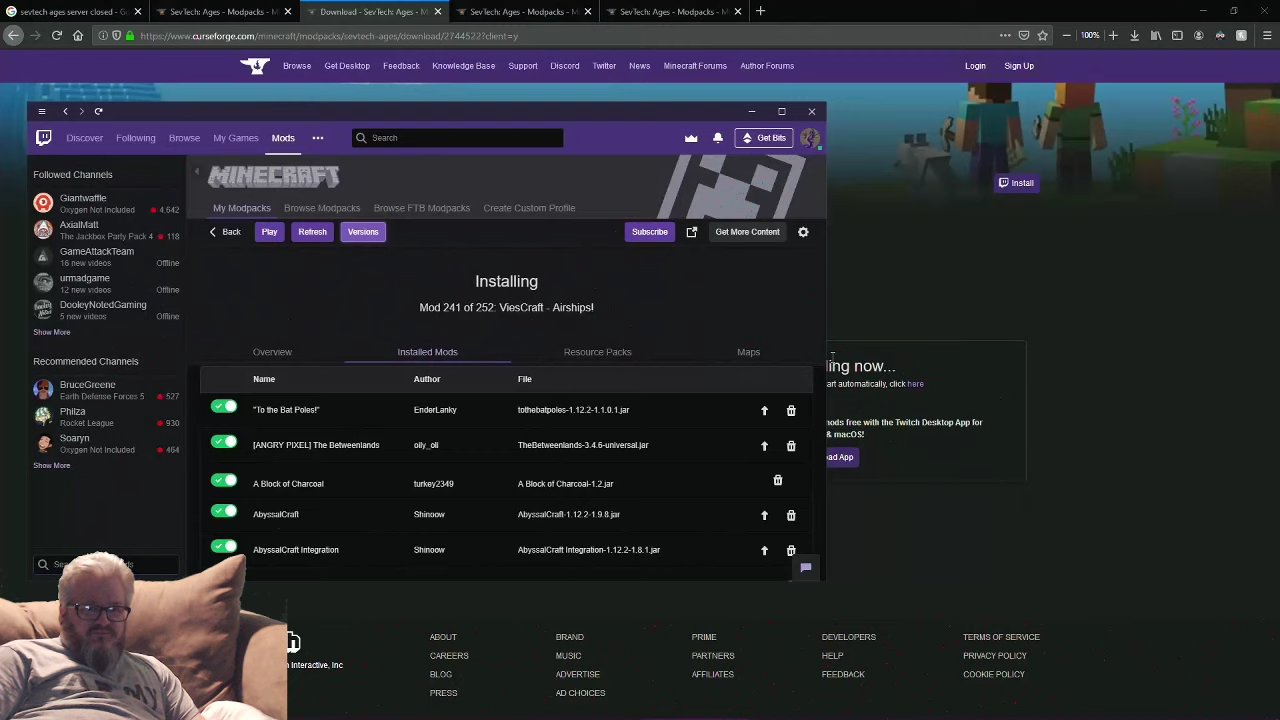 sevtech ages server closed - G
SevTech: Ages - Modpacks - M
Download - SevTech: Ages - M
SevTech: Ages - Modpacks - M
SevTech: Ages - Modpacks - M
https://www.curseforge.com/minecraft/modpacks/sevtech-ages/download/2744522?client=y
100%
Browse Get Desktop Feedback Knowledge Base Support Discord Twitter News Minecraft Forums Author Forums Login Sign Up
Discover Following Browse My Games Mods Search Get Bits
Install
Followed Channels
Giantwaffle
Oxygen Not Included 4,642
AxialMatt
The Jackbox Party Pack 4 118
GameAttackTeam
16 new videos Offline
urmadgame
12 new videos Offline
DooleyNotedGaming
5 new videos Offline
Show More
Recommended Channels
BruceGreene
Earth Defense Forces 5 527
Philza
Rocket League 930
Soaryn
Oxygen Not Included 464
Show More
MINECRAFT
My Modpacks Browse Modpacks Browse FTB Modpacks Create Custom Profile
Back Play Refresh Versions Subscribe Get More Content
Installing
Mod 241 of 252: ViesCraft - Airships!
Overview Installed Mods Resource Packs Maps
Name Author File
"To the Bat Poles!" EnderLanky tothebatpoles-1.12.2-1.1.0.1.jar
[ANGRY PIXEL] The Betweenlands olly_oli TheBetweenlands-3.4.6-universal.jar
A Block of Charcoal turkey2349 A Block of Charcoal-1.2.jar
AbyssalCraft Shinoow AbyssalCraft-1.12.2-1.9.8.jar
AbyssalCraft Integration Shinoow AbyssalCraft Integration-1.12.2-1.8.1.jar
ing now...
art automatically, click here
mods free with the Twitch Desktop App for
& macOS!
ad App
h Interactive, Inc
ABOUT BRAND PRIME DEVELOPERS TERMS OF SERVICE
CAREERS MUSIC PARTNERS HELP PRIVACY POLICY
BLOG ADVERTISE AFFILIATES FEEDBACK COOKIE POLICY
PRESS AD CHOICES